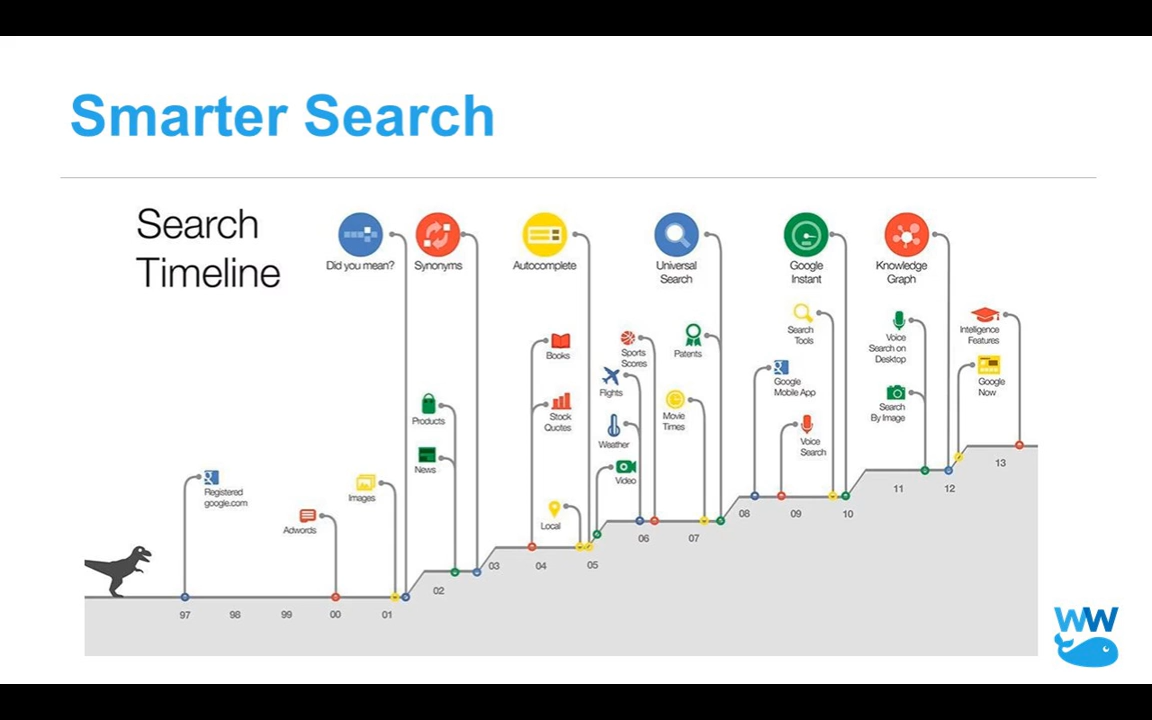 Smarter Search
Search
Timeline
Did you mean?
Synonyms
Autocomplete
Universal
Search
Google
Instant
Knowledge
Graph
Search
Tools
Voice
Search on
Desktop
Intelligence
Features
Books
Sports
Scores
Patents
Google
Mobile App
Google
Now
Flights
Products
Stock
Quotes
Movie
Times
Search
By Image
Weather
Voice
Search
News
Video
Registered
google.com
Images
Adwords
Local
97
98
99
00
01
02
03
04
05
06
07
08
09
10
11
12
13
WW